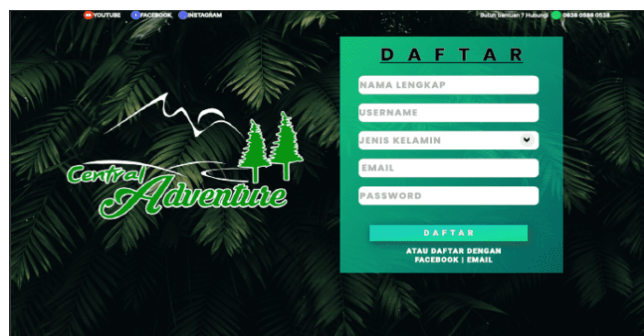 YOUTUBE FACEBOOK INSTAGRAM
Butuh Bantuan ? Hubungi 0838 0588 0538
Central
Adventure
DAFTAR
NAMA LENGKAP
USERNAME
JENIS KELAMIN
EMAIL
PASSWORD
DAFTAR
ATAU DAFTAR DENGAN
FACEBOOK | EMAIL